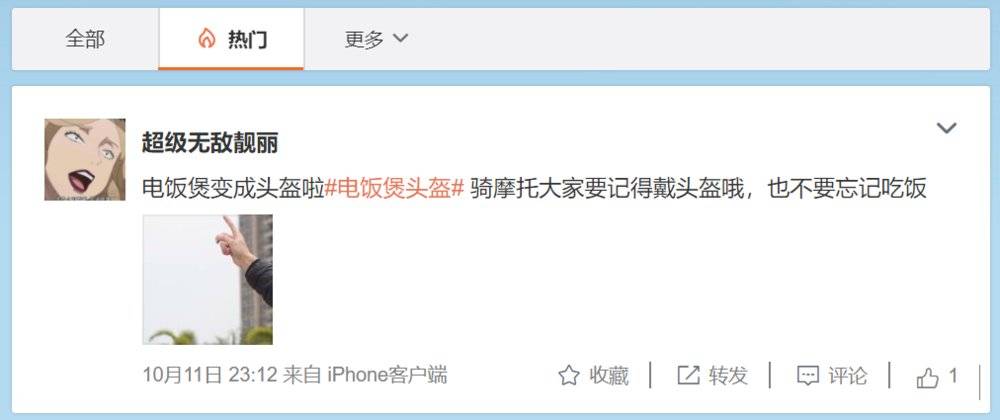 全部 热门 更多
超级无敌靓丽
电饭煲变成头盔啦#电饭煲头盔# 骑摩托大家要记得戴头盔哦，也不要忘记吃饭
10月11日 23:12 来自 iPhone客户端 收藏 转发 评论 1